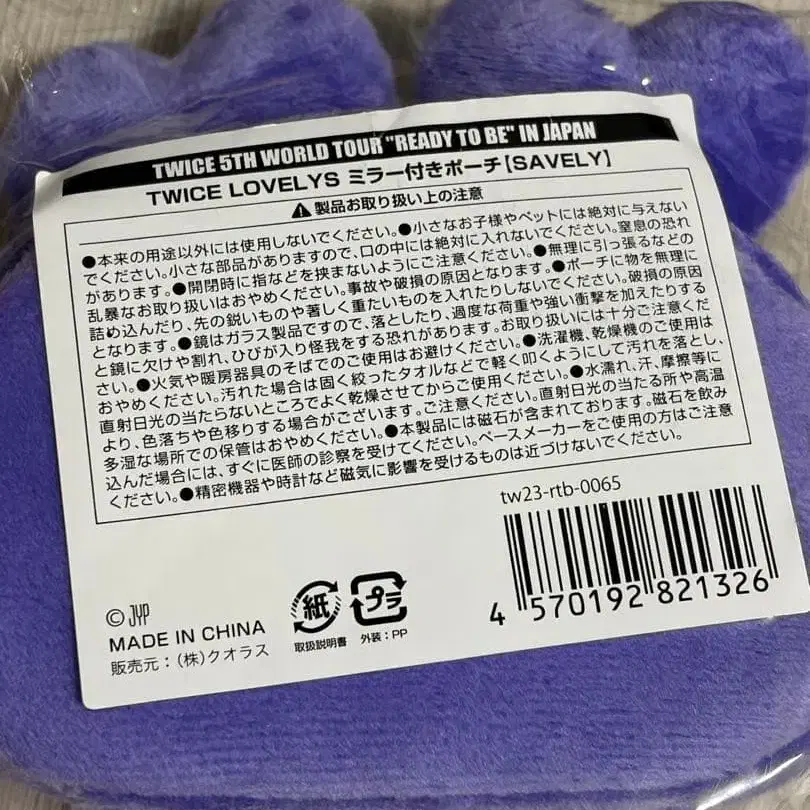 TWICE 5TH WORLD TOUR "READY TO BE" IN JAPAN
TWICE LOVELYS ミラー付きポーチ[SAVELY]
⚠製品お取り扱い上の注意
●本来の用途以外には使用しないでください。●小さなお子様やペットには絶対に与えない
でください。小さな部品がありますので、口の中には絶対に入れないでください。窒息の恐れ
があります。●開閉時に指などを挟まないようにご注意ください。●無理に引っ張るなどの
乱暴なお取り扱いはおやめください。事故や破損の原因となります。●ポーチに物を無理に
詰め込んだり、先の鋭いものや著しく重たいものを入れたりしないでください。破損の原因
となります。●鏡はガラス製品ですので、落としたり、過度な荷重や強い衝撃を加えたりする
と鏡に欠けや割れ、ひびが入り怪我をする恐れがあります。お取り扱いには十分ご注意くだ
さい。●火気や暖房器具のそばでのご使用はお避けください。●洗濯機、乾燥機のご使用は
おやめください。汚れた場合は固く絞ったタオルなどで軽く叩くようにして汚れを落とし、
直射日光の当たらないところでよく乾燥させてからご使用ください。●水濡れ、汗、摩擦等に
より、色落ちや色移りする場合がございます。ご注意ください。直射日光の当たる所や高温
多湿な場所での保管はおやめください。●本製品には磁石が含まれております。磁石を飲み
込んだ場合には、すぐに医師の診察を受けてください。ペースメーカーをご使用の方はご注意
ください。●精密機器や時計など磁気に影響を受けるものは近づけないでください。
tw23-rtb-0065
4 570192 821326
©JYP
MADE IN CHINA
販売元：(株)クオラス
紙
取扱説明書
プラ
外装：PP